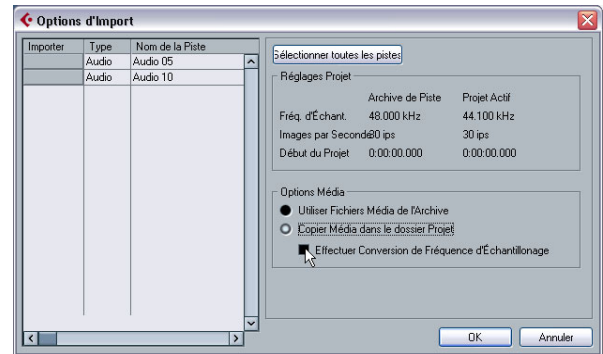 Options d'Import
Importer Type Nom de la Piste
Audio Audio 05
Audio Audio 10
Sélectionner toutes les pistes
Réglages Projet
Archive de Piste Projet Actif
Fréq. d'Échant. 48.000 kHz 44.100 kHz
Images par Seconde 30 ips 30 ips
Début du Projet 0:00:00.000 0:00:00.000
Options Média
Utiliser Fichiers Média de l'Archive
Copier Média dans le dossier Projet
Effectuer Conversion de Fréquence d'Échantillonage
OK Annuler